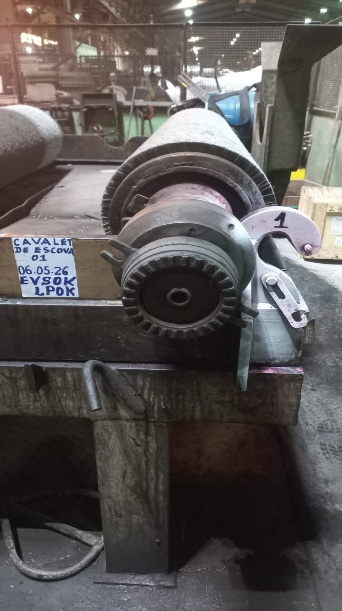 CAVALET
DE ESCOVA
01
06.05.26
EVSOK
LPOK
1